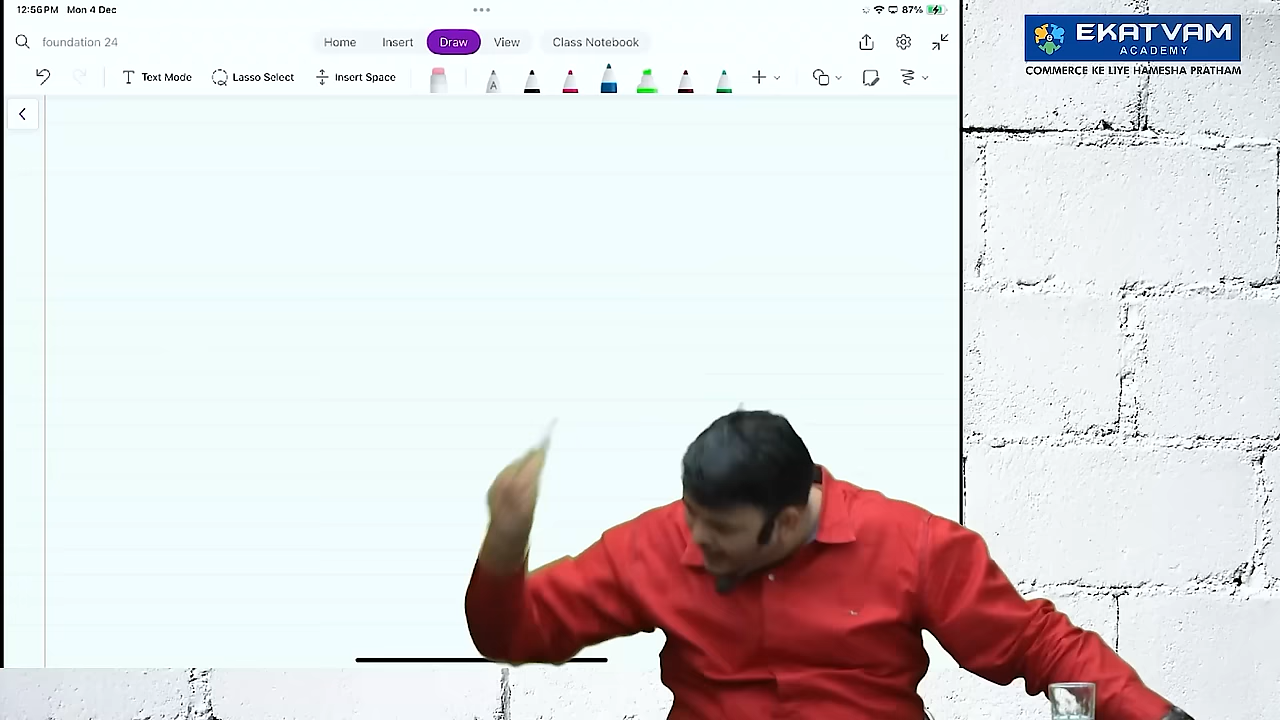 12:56PM Mon 4 Dec
87%
foundation 24
Home Insert Draw View Class Notebook
Text Mode Lasso Select Insert Space
A
EKATVAM
ACADEMY
COMMERCE KE LIYE HAMESHA PRATHAM